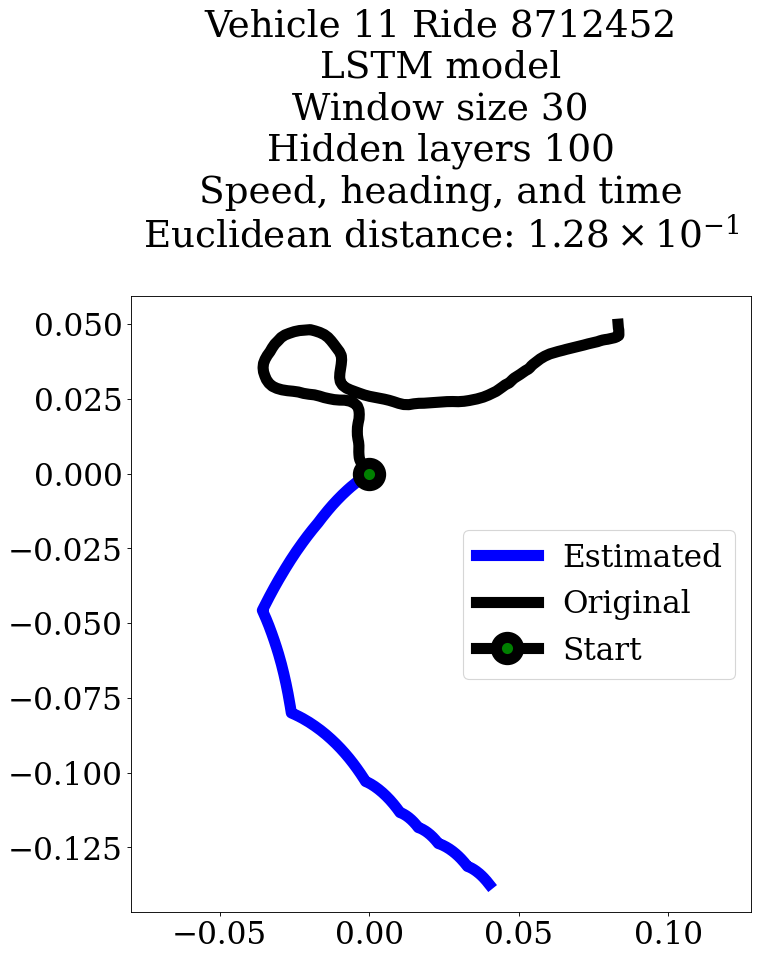 Vehicle 11 Ride 8712452
LSTM model
Window size 30
Hidden layers 100
Speed, heading, and time
Euclidean distance: 1.28 × 10⁻¹
0.050
0.025
0.000
−0.025
−0.050
−0.075
−0.100
−0.125
Estimated
Original
Start
−0.05 0.00 0.05 0.10